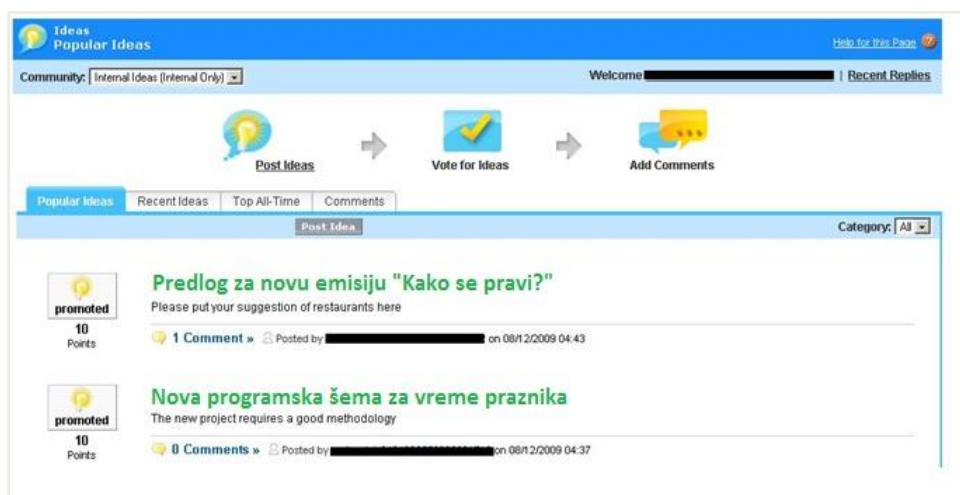 Ideas
Popular Ideas
Help for this Page
Community: Internal Ideas (Internal Only)
Welcome | Recent Replies
Post Ideas
Vote for Ideas
Add Comments
Popular Ideas
Recent Ideas
Top All-Time
Comments
Post Idea
Category: All
Predlog za novu emisiju "Kako se pravi?"
Please put your suggestion of restaurants here
promoted
10
Points
1 Comment » Posted by on 08/12/2009 04:43
Nova programska šema za vreme praznika
The new project requires a good methodology
promoted
10
Points
0 Comments » Posted by on 08/12/2009 04:37